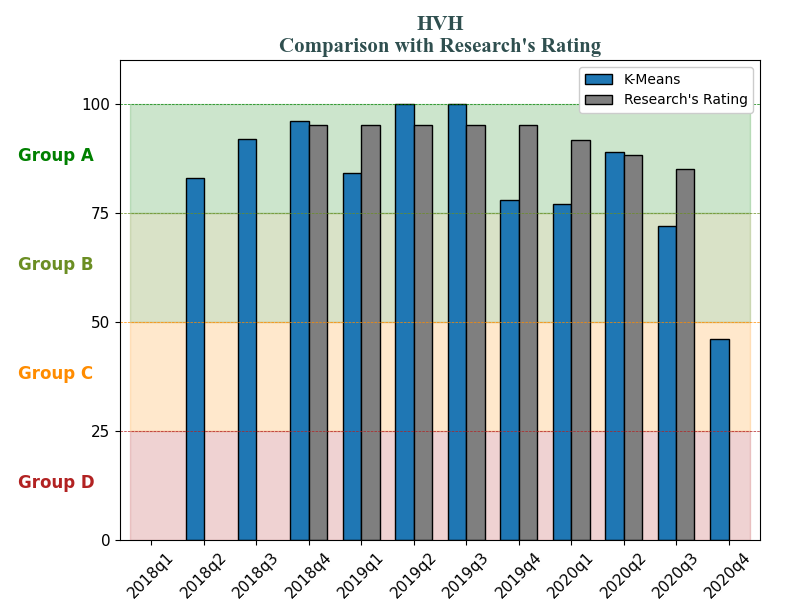 HVH
Comparison with Research's Rating
K-Means
Research's Rating
100
Group A
75
Group B
50
Group C
25
Group D
0
2018q1
2018q2
2018q3
2018q4
2019q1
2019q2
2019q3
2019q4
2020q1
2020q2
2020q3
2020q4